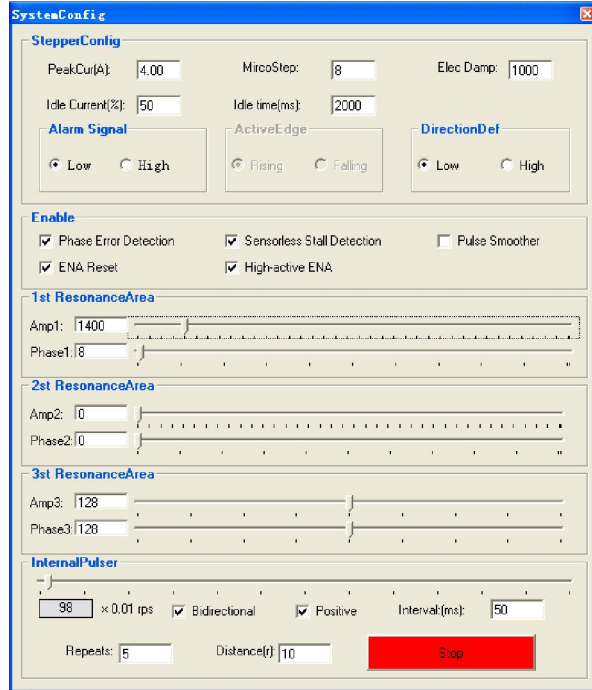 SystemConfig
StepperConfig
PeakCur(A): 4.00 MircoStep: 8 Elec Damp: 1000
Idle Current(%): 50 Idle time(ms): 2000
Alarm Signal ActiveEdge DirectionDef
Low High Rising Falling Low High
Enable
Phase Error Detection Sensorless Stall Detection Pulse Smoother
ENA Reset High-active ENA
1st ResonanceArea
Amp1: 1400
Phase1: 8
2st ResonanceArea
Amp2: 0
Phase2: 0
3st ResonanceArea
Amp3: 128
Phase3: 128
InternalPulser
98 × 0.01 rps Bidirectional Positive Interval:(ms): 50
Repeats: 5 Distance(r): 10 Stop